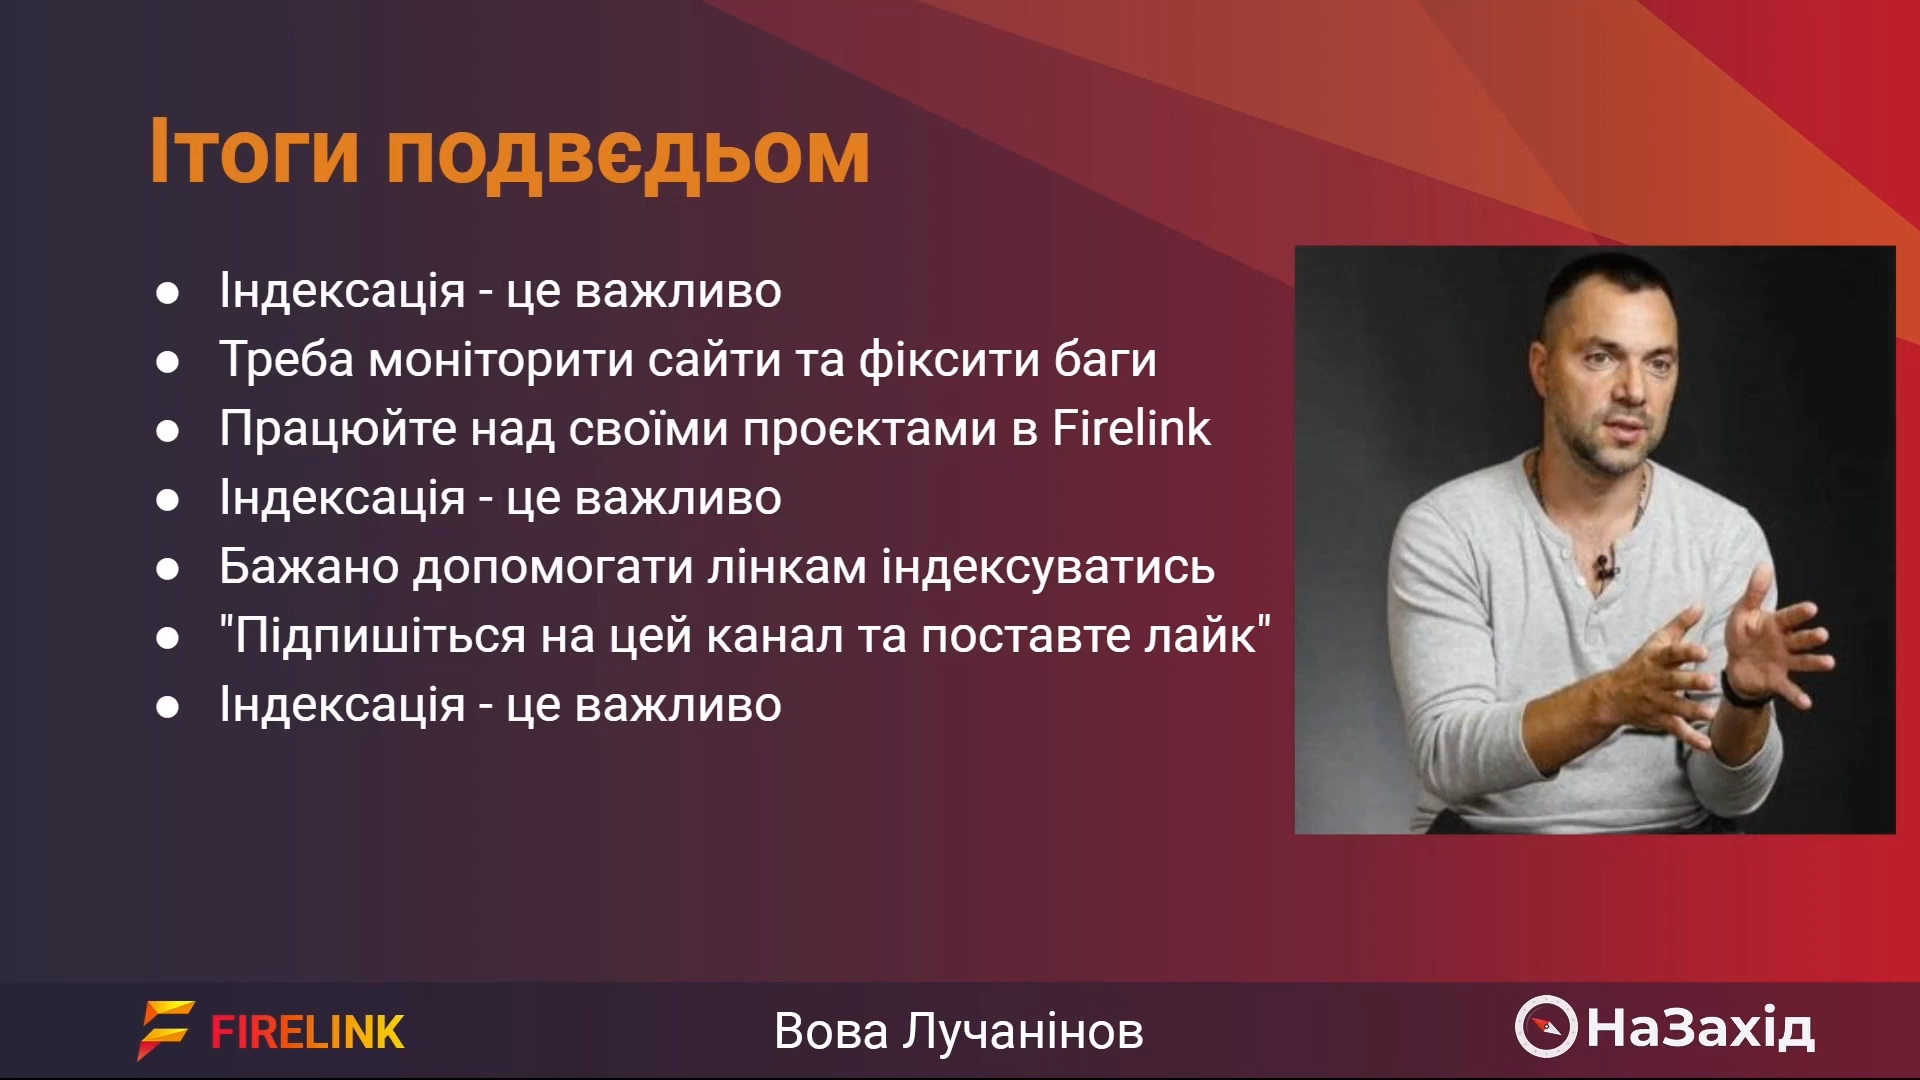 Ітоги подвєдьом
● Індексація - це важливо
● Треба моніторити сайти та фіксити баги
● Працюйте над своїми проєктами в Firelink
● Індексація - це важливо
● Бажано допомогати лінкам індексуватись
● "Підпишіться на цей канал та поставте лайк"
● Індексація - це важливо
FIRELINK
Вова Лучанінов
НаЗахід